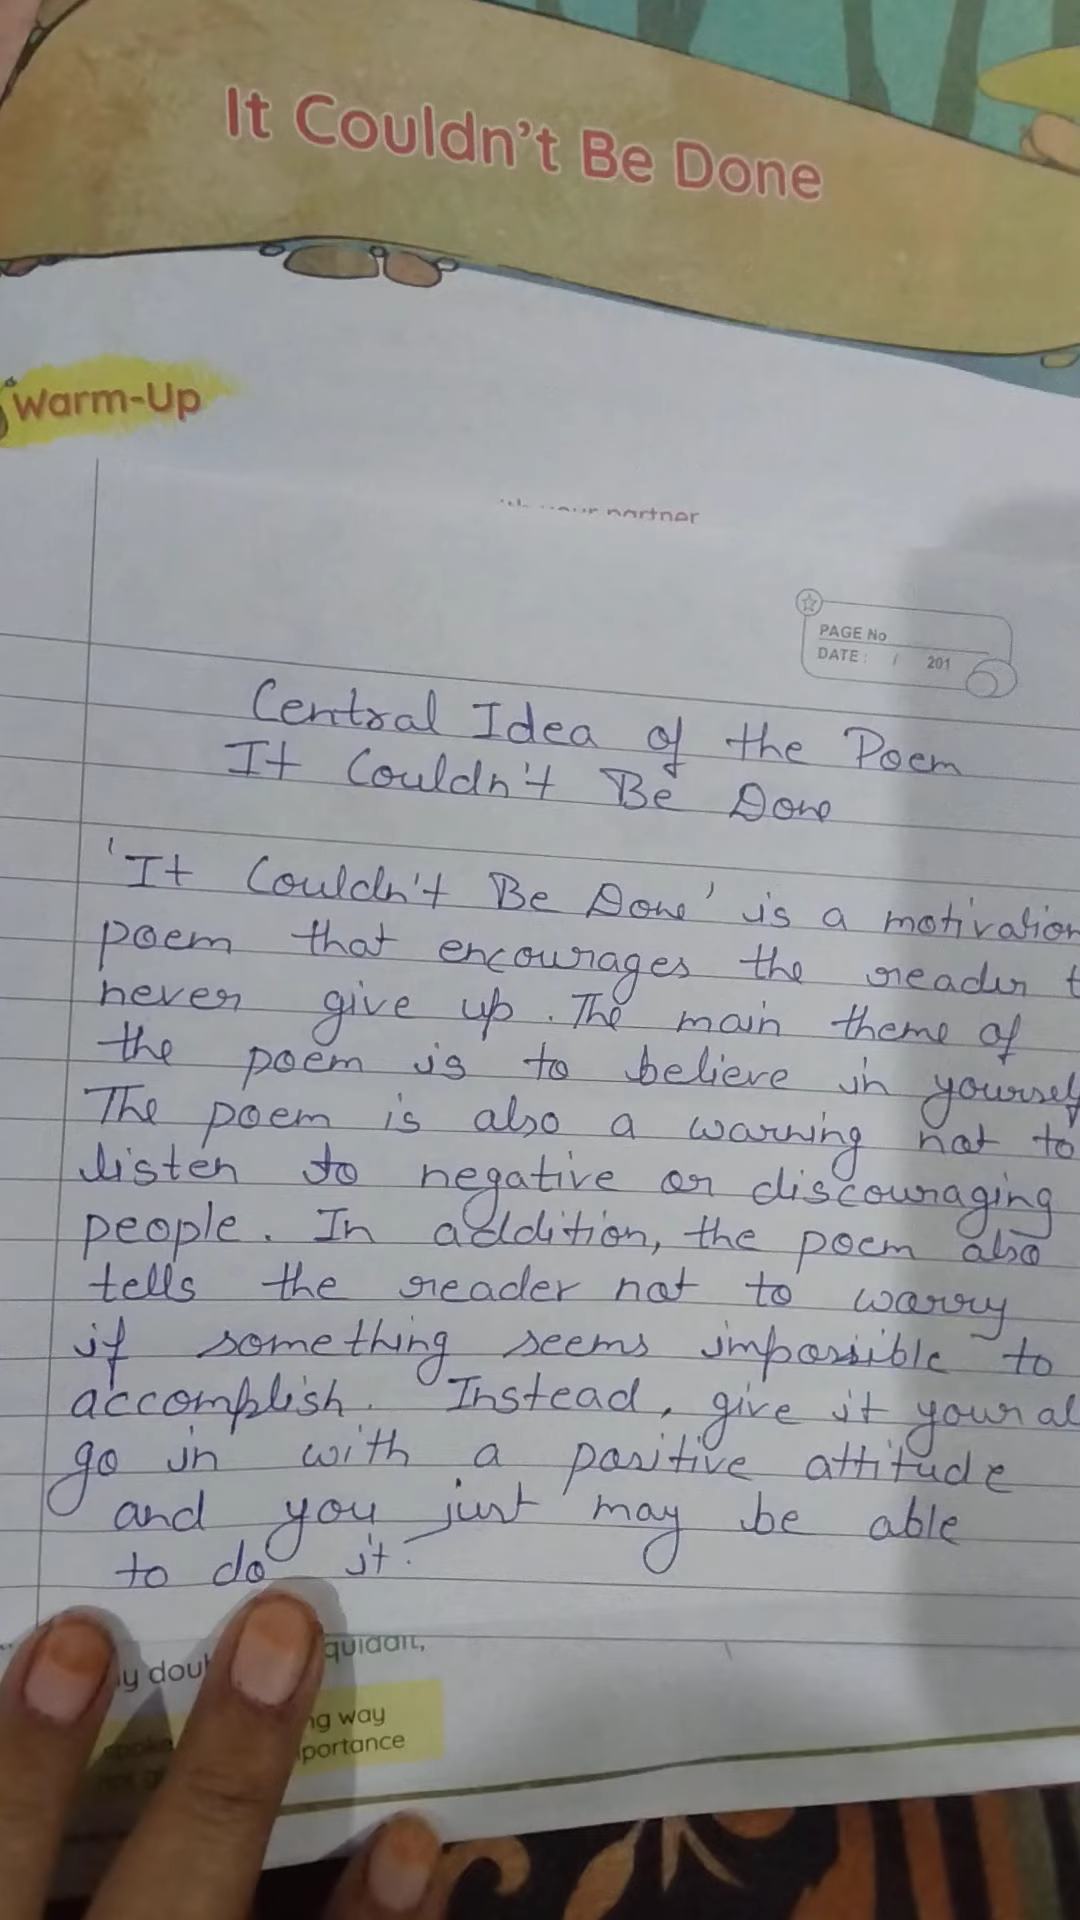 It Couldn't Be Done
Warm-Up
partner
PAGE No
DATE: / 201
Central Idea of the Poem
It Couldn't Be Done
'It Couldn't Be Done' is a motivation
poem that encourages the reader t
never give up. The main theme of
the poem is to believe in yourself
The poem is also a warning not to
listen to negative or discouraging
people. In addition, the poem also
tells the reader not to warry
if something seems impossible to
accomplish. Instead, give it your al
go in with a positive attitude
and you just may be able
to do it.
y doub quidditt,
ng way
portance